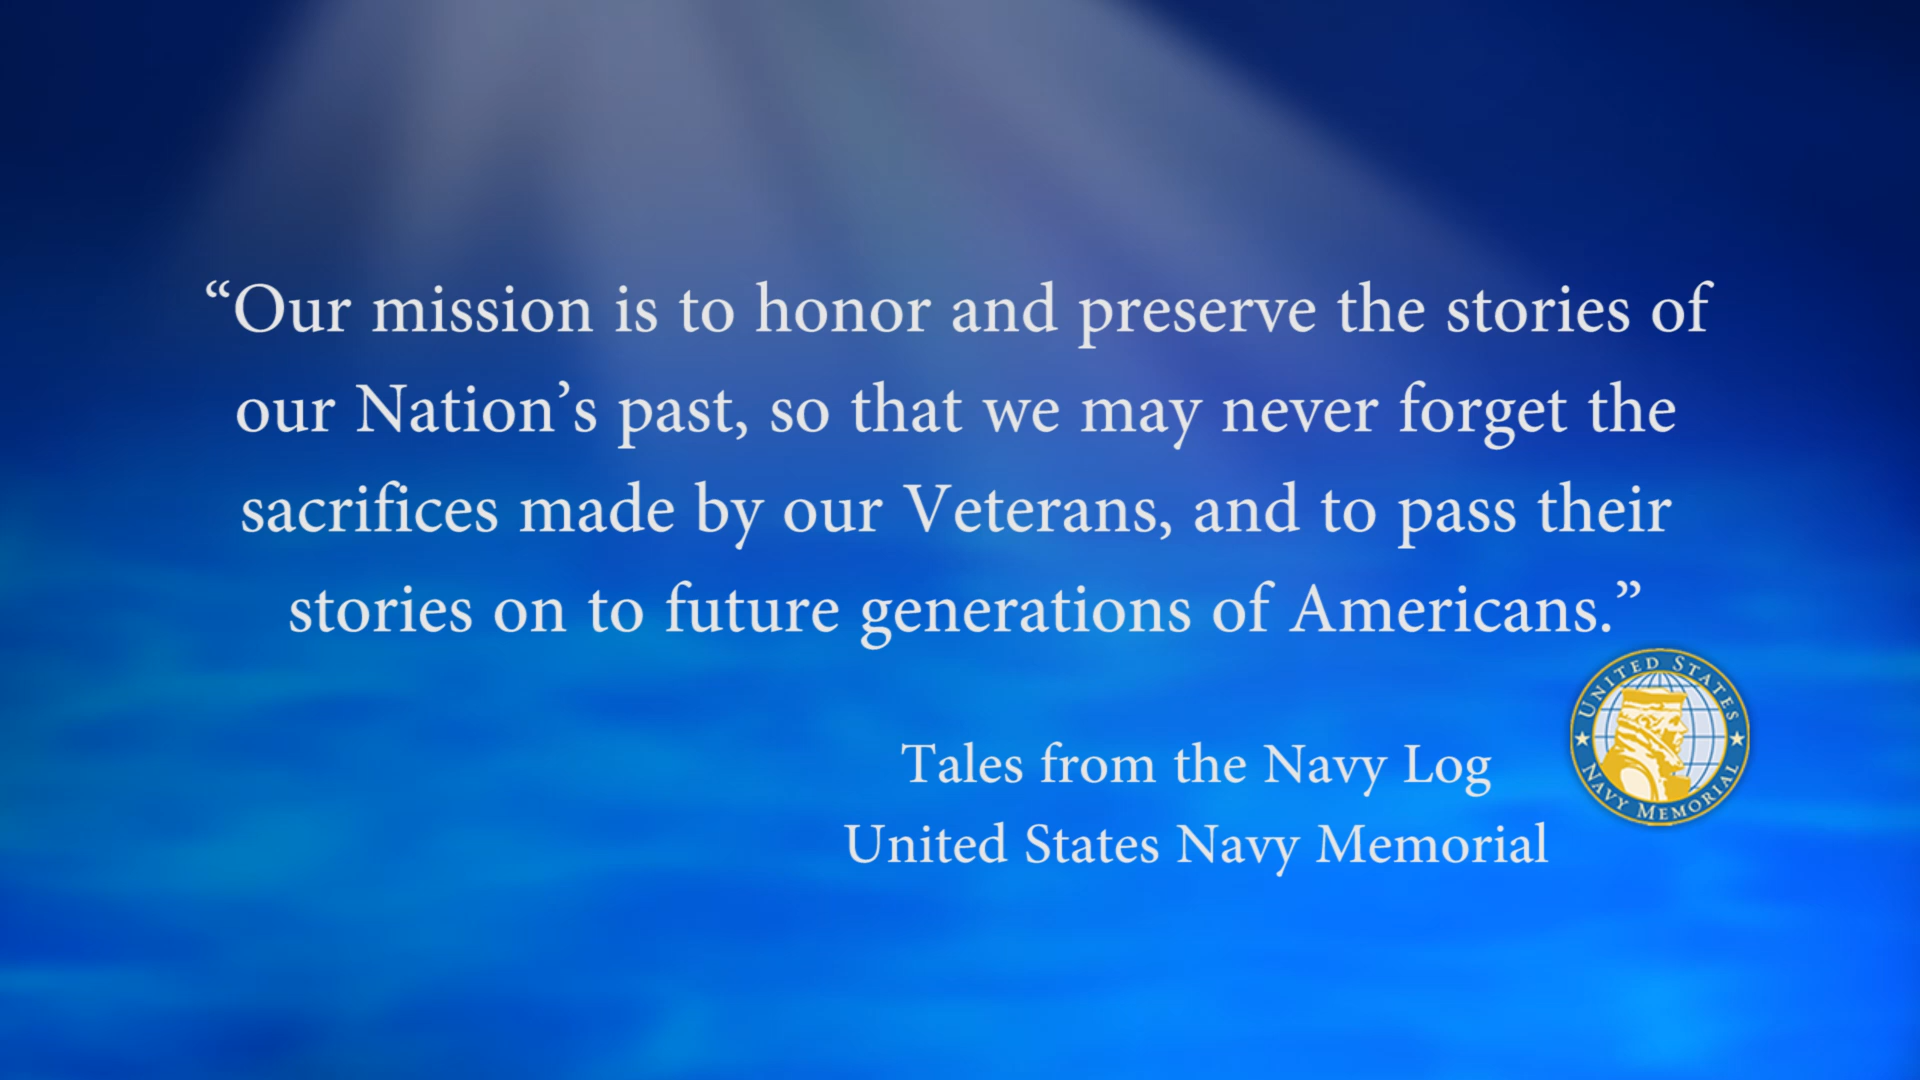 “Our mission is to honor and preserve the stories of
our Nation’s past, so that we may never forget the
sacrifices made by our Veterans, and to pass their
stories on to future generations of Americans.”
Tales from the Navy Log
United States Navy Memorial
UNITED STATES
NAVY MEMORIAL